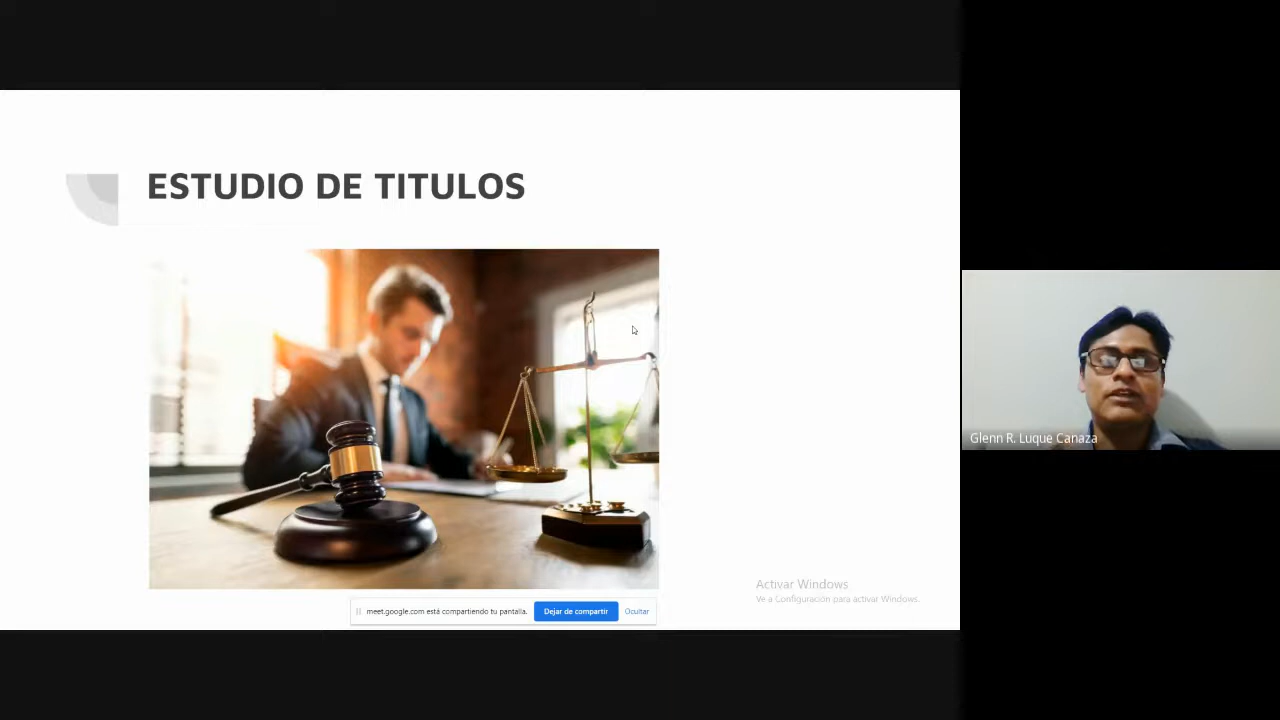 ESTUDIO DE TITULOS
Glenn R. Luque Canaza
Activar Windows
Ve a Configuración para activar Windows.
meet.google.com está compartiendo tu pantalla. Dejar de compartir Ocultar